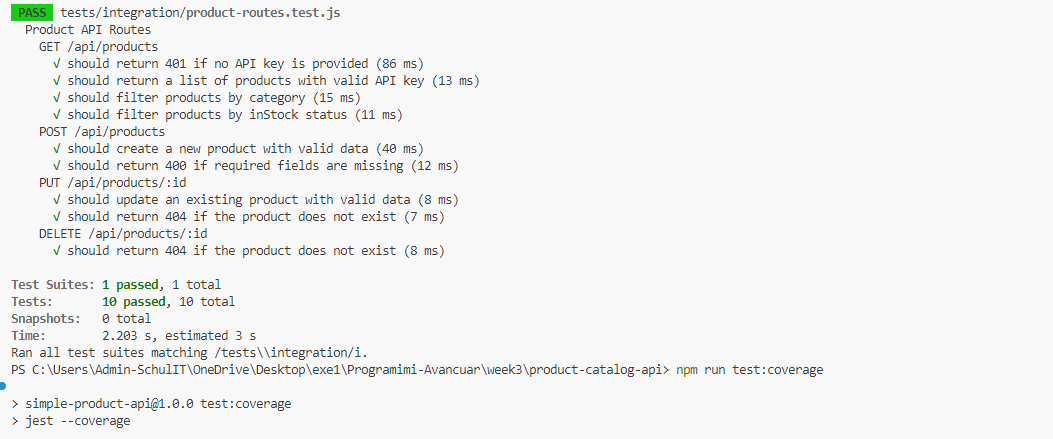 PASS tests/integration/product-routes.test.js
Product API Routes
GET /api/products
√ should return 401 if no API key is provided (86 ms)
√ should return a list of products with valid API key (13 ms)
√ should filter products by category (15 ms)
√ should filter products by inStock status (11 ms)
POST /api/products
√ should create a new product with valid data (40 ms)
√ should return 400 if required fields are missing (12 ms)
PUT /api/products/:id
√ should update an existing product with valid data (8 ms)
√ should return 404 if the product does not exist (7 ms)
DELETE /api/products/:id
√ should return 404 if the product does not exist (8 ms)
Test Suites: 1 passed, 1 total
Tests: 10 passed, 10 total
Snapshots: 0 total
Time: 2.203 s, estimated 3 s
Ran all test suites matching /tests\\integration/i.
PS C:\Users\Admin-SchulIT\OneDrive\Desktop\exe1\Programimi-Avancuar\week3\product-catalog-api> npm run test:coverage
> simple-product-api@1.0.0 test:coverage
> jest --coverage